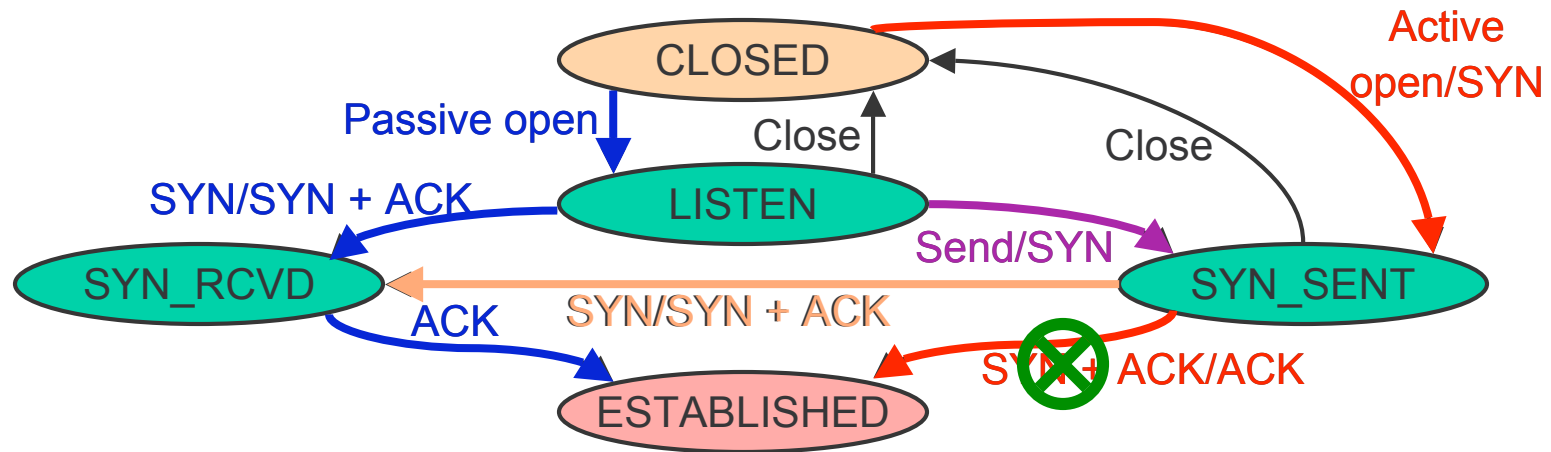 CLOSED
Active
open/SYN
Passive open
Close
Close
SYN/SYN + ACK
LISTEN
Send/SYN
SYN_RCVD
SYN_SENT
SYN/SYN + ACK
ACK
SYN + ACK/ACK
ESTABLISHED